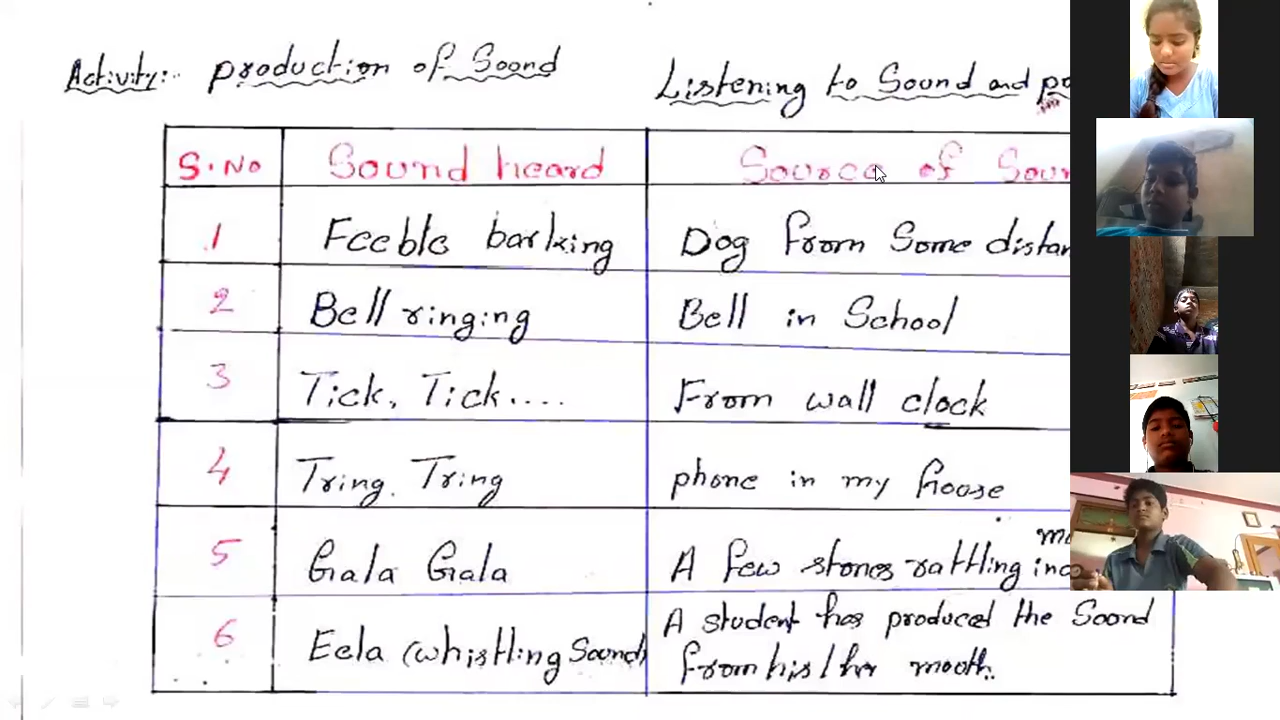 Activity:- production of Sound
Listening to Sound and
S.No Sound heard Source of
1 Feeble barking Dog from Some
2 Bell ringing Bell in School
3 Tick, Tick.... From wall clock
4 Tring. Tring phone in my house
5 Gala Gala A few stones rattling
6 Eela (whistling Sound) A student has produced the Sound
from his/her mouth.